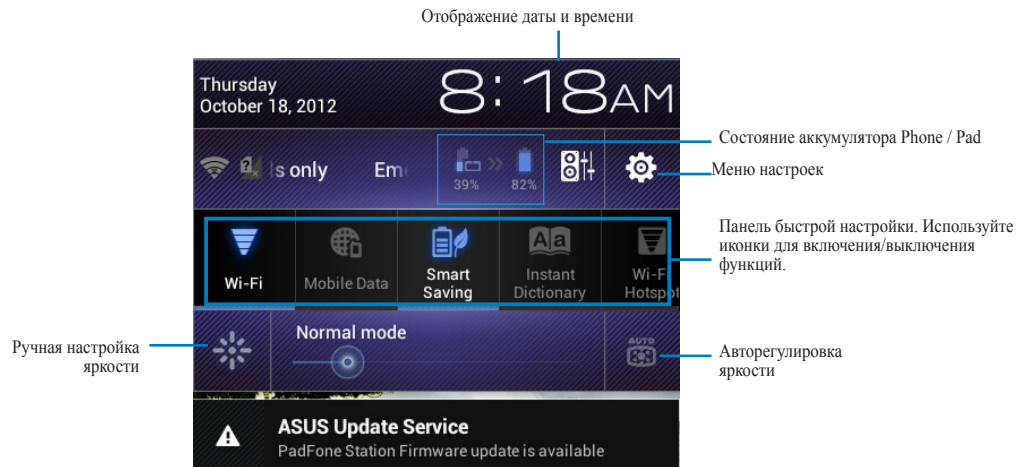 Отображение даты и времени
Thursday
October 18, 2012
8:18AM
Состояние аккумулятора Phone / Pad
ls only
39%
82%
Меню настроек
Панель быстрой настройки. Используйте
иконки для включения/выключения
функций.
Wi-Fi
Mobile Data
Smart
Saving
Aa
Instant
Dictionary
Wi-F
Hotspot
Ручная настройка
яркости
Normal mode
AUTO
Авторегулировка
яркости
ASUS Update Service
PadFone Station Firmware update is available